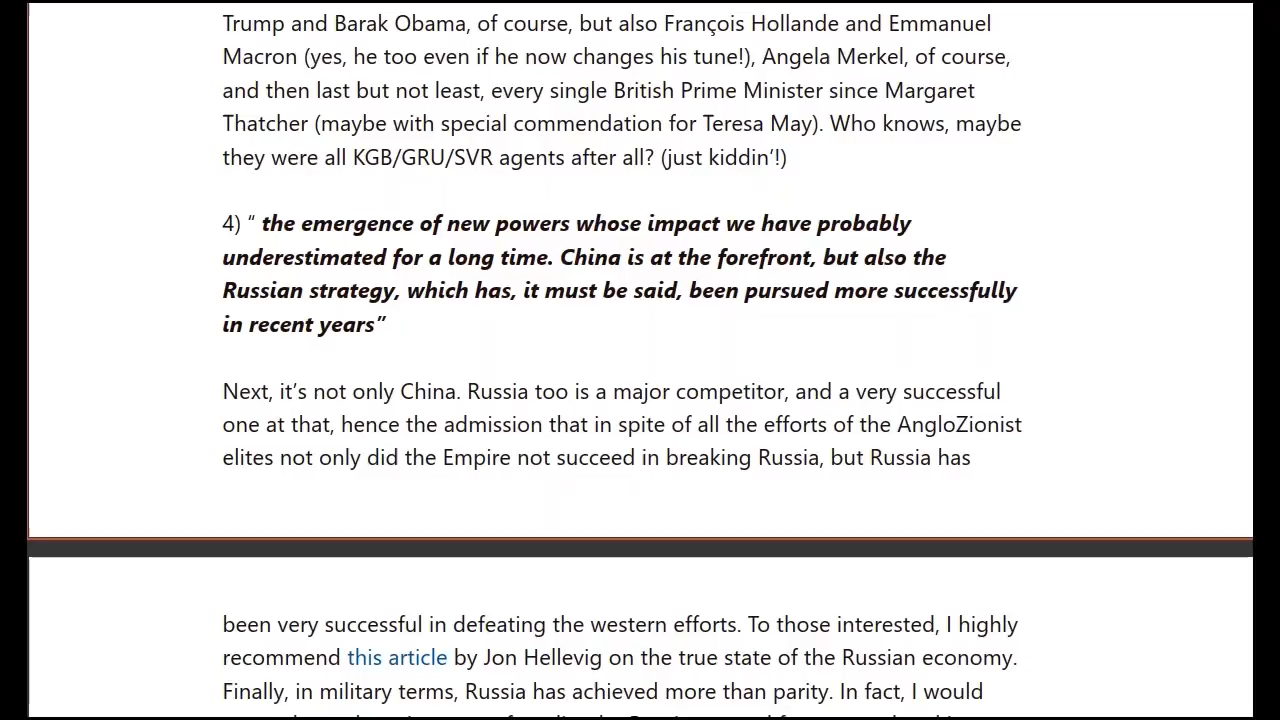 Trump and Barak Obama, of course, but also François Hollande and Emmanuel
Macron (yes, he too even if he now changes his tune!), Angela Merkel, of course,
and then last but not least, every single British Prime Minister since Margaret
Thatcher (maybe with special commendation for Teresa May). Who knows, maybe
they were all KGB/GRU/SVR agents after all? (just kiddin’!)
4) “ the emergence of new powers whose impact we have probably
underestimated for a long time. China is at the forefront, but also the
Russian strategy, which has, it must be said, been pursued more successfully
in recent years”
Next, it’s not only China. Russia too is a major competitor, and a very successful
one at that, hence the admission that in spite of all the efforts of the AngloZionist
elites not only did the Empire not succeed in breaking Russia, but Russia has
been very successful in defeating the western efforts. To those interested, I highly
recommend this article by Jon Hellevig on the true state of the Russian economy.
Finally, in military terms, Russia has achieved more than parity. In fact, I would